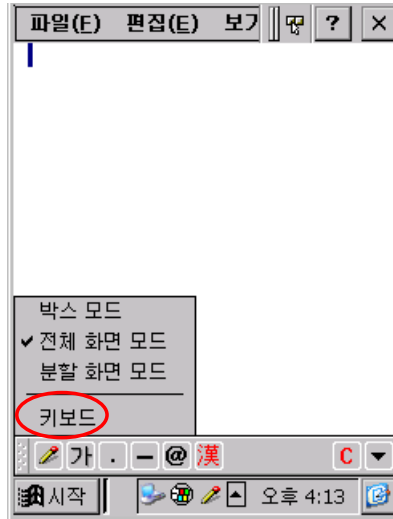 파일(F) 편집(E) 보기 ?
박스 모드
전체 화면 모드
분할 화면 모드
키보드
가 . – @ 漢 C
시작 오후 4:13